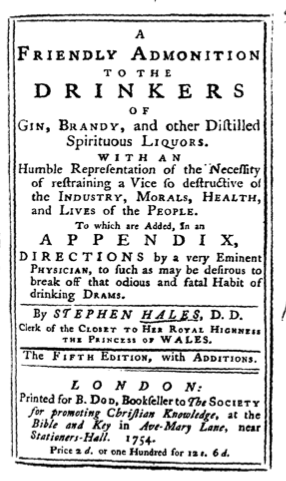 A
FRIENDLY ADMONITION
TO THE
DRINKERS
OF
GIN, BRANDY, and other Diſtilled
Spirituous LIQUORS.
WITH AN
Humble Repreſentation of the Neceſſity
of reſtraining a Vice ſo deſtructive of
the INDUSTRY, MORALS, HEALTH,
and LIVES of the PEOPLE.
To which are Added, In an
APPENDIX,
DIRECTIONS by a very Eminent
PHYSICIAN, to ſuch as may be deſirous to
break off that odious and fatal Habit of
drinking DRAMS.
By STEPHEN HALES, D. D.
Clerk of the CLOSET to HER ROYAL HIGHNESS
THE PRINCESS OF WALES.
The FIFTH EDITION, with ADDITIONS.
LONDON:
Printed for B. DOD, Bookſeller to The SOCIETY
for promoting Chriſtian Knowledge, at the
Bible and Key in Ave-Mary Lane, near
Stationers-Hall. 1754.
Price 2 d. or one Hundred for 12 s. 6 d.